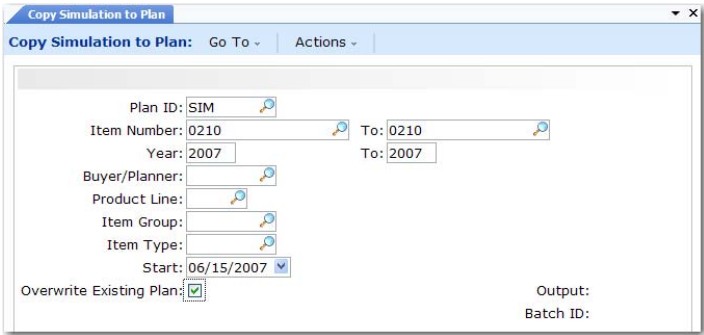 Copy Simulation to Plan
Copy Simulation to Plan: Go To Actions
Plan ID: SIM
Item Number: 0210 To: 0210
Year: 2007 To: 2007
Buyer/Planner:
Product Line:
Item Group:
Item Type:
Start: 06/15/2007
Overwrite Existing Plan: Output:
Batch ID: